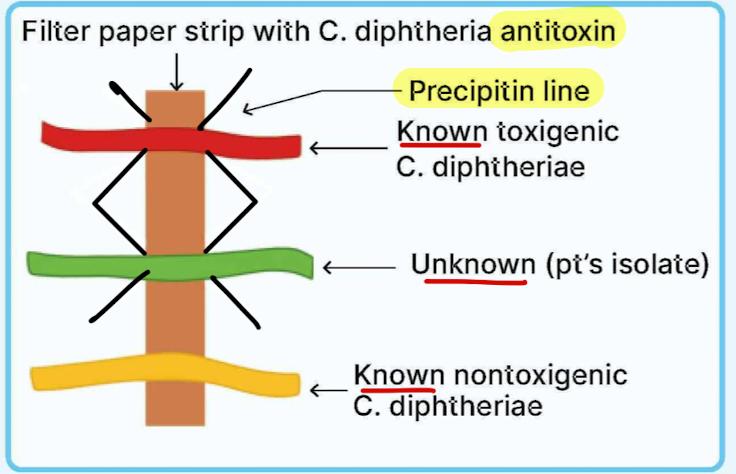 Filter paper strip with C. diphtheria antitoxin
Precipitin line
Known toxigenic
C. diphtheriae
Unknown (pt's isolate)
Known nontoxigenic
C. diphtheriae